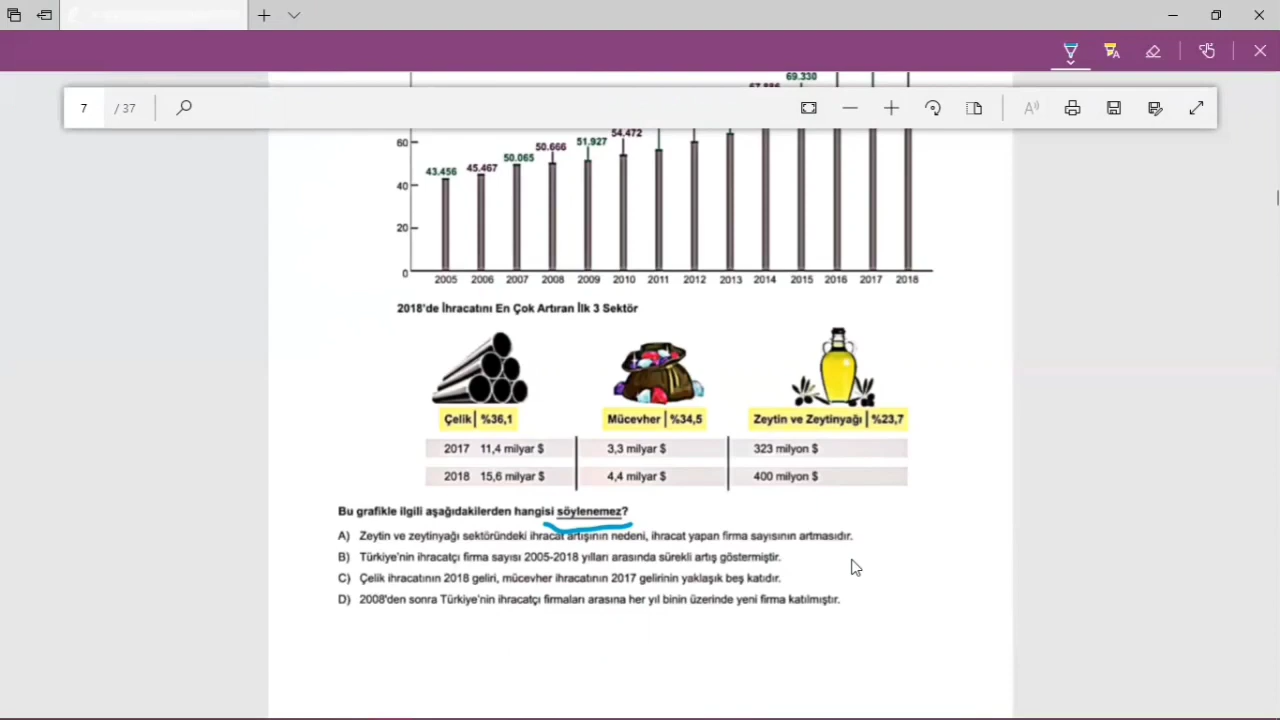 69.330
7 / 37
60
43.456 45.467 50.065 50.666 51.927 54.472
40
20
0
2005 2006 2007 2008 2009 2010 2011 2012 2013 2014 2015 2016 2017 2018
2018'de İhracatını En Çok Artıran İlk 3 Sektör
Çelik | %36,1 Mücevher | %34,5 Zeytin ve Zeytinyağı | %23,7
2017 11,4 milyar $ 3,3 milyar $ 323 milyon $
2018 15,6 milyar $ 4,4 milyar $ 400 milyon $
Bu grafikle ilgili aşağıdakilerden hangisi söylenemez?
A) Zeytin ve zeytinyağı sektöründeki ihracat artışının nedeni, ihracat yapan firma sayısının artmasıdır.
B) Türkiye'nin ihracatçı firma sayısı 2005-2018 yılları arasında sürekli artış göstermiştir.
C) Çelik ihracatının 2018 geliri, mücevher ihracatının 2017 gelirinin yaklaşık beş katıdır.
D) 2008'den sonra Türkiye'nin ihracatçı firmaları arasına her yıl binin üzerinde yeni firma katılmıştır.